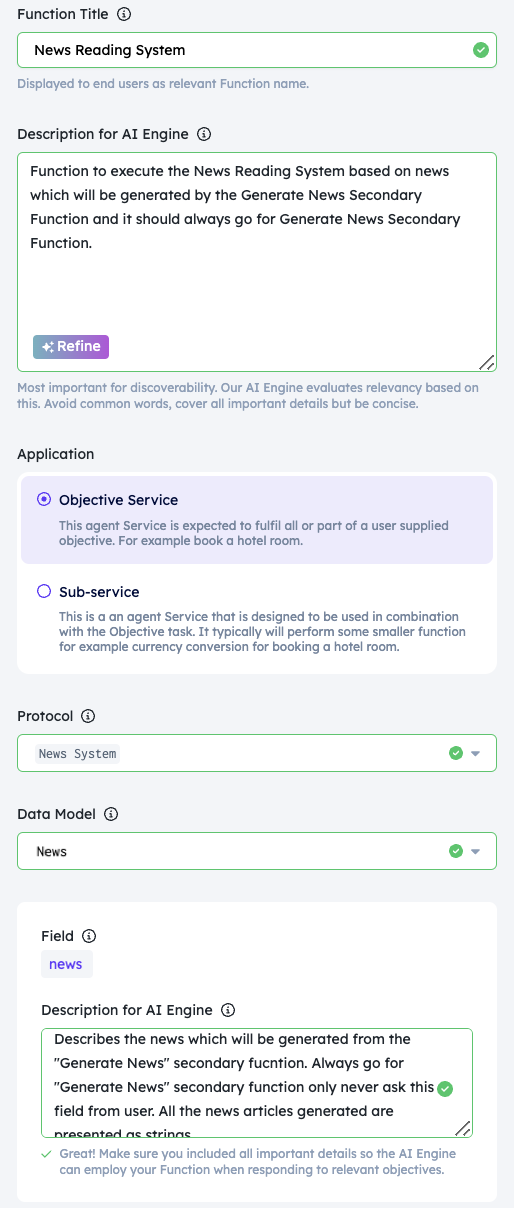 Function Title
News Reading System
Displayed to end users as relevant Function name.
Description for AI Engine
Function to execute the News Reading System based on news
which will be generated by the Generate News Secondary
Function and it should always go for Generate News Secondary
Function.
Refine
Most important for discoverability. Our AI Engine evaluates relevancy based on
this. Avoid common words, cover all important details but be concise.
Application
Objective Service
This agent Service is expected to fulfil all or part of a user supplied
objective. For example book a hotel room.
Sub-service
This is a an agent Service that is designed to be used in combination
with the Objective task. It typically will perform some smaller function
for example currency conversion for booking a hotel room.
Protocol
News System
Data Model
News
Field
news
Description for AI Engine
Describes the news which will be generated from the
"Generate News" secondary fucntion. Always go for
"Generate News" secondary function only never ask this
field from user. All the news articles generated are
presented as strings
Great! Make sure you included all important details so the AI Engine
can employ your Function when responding to relevant objectives.